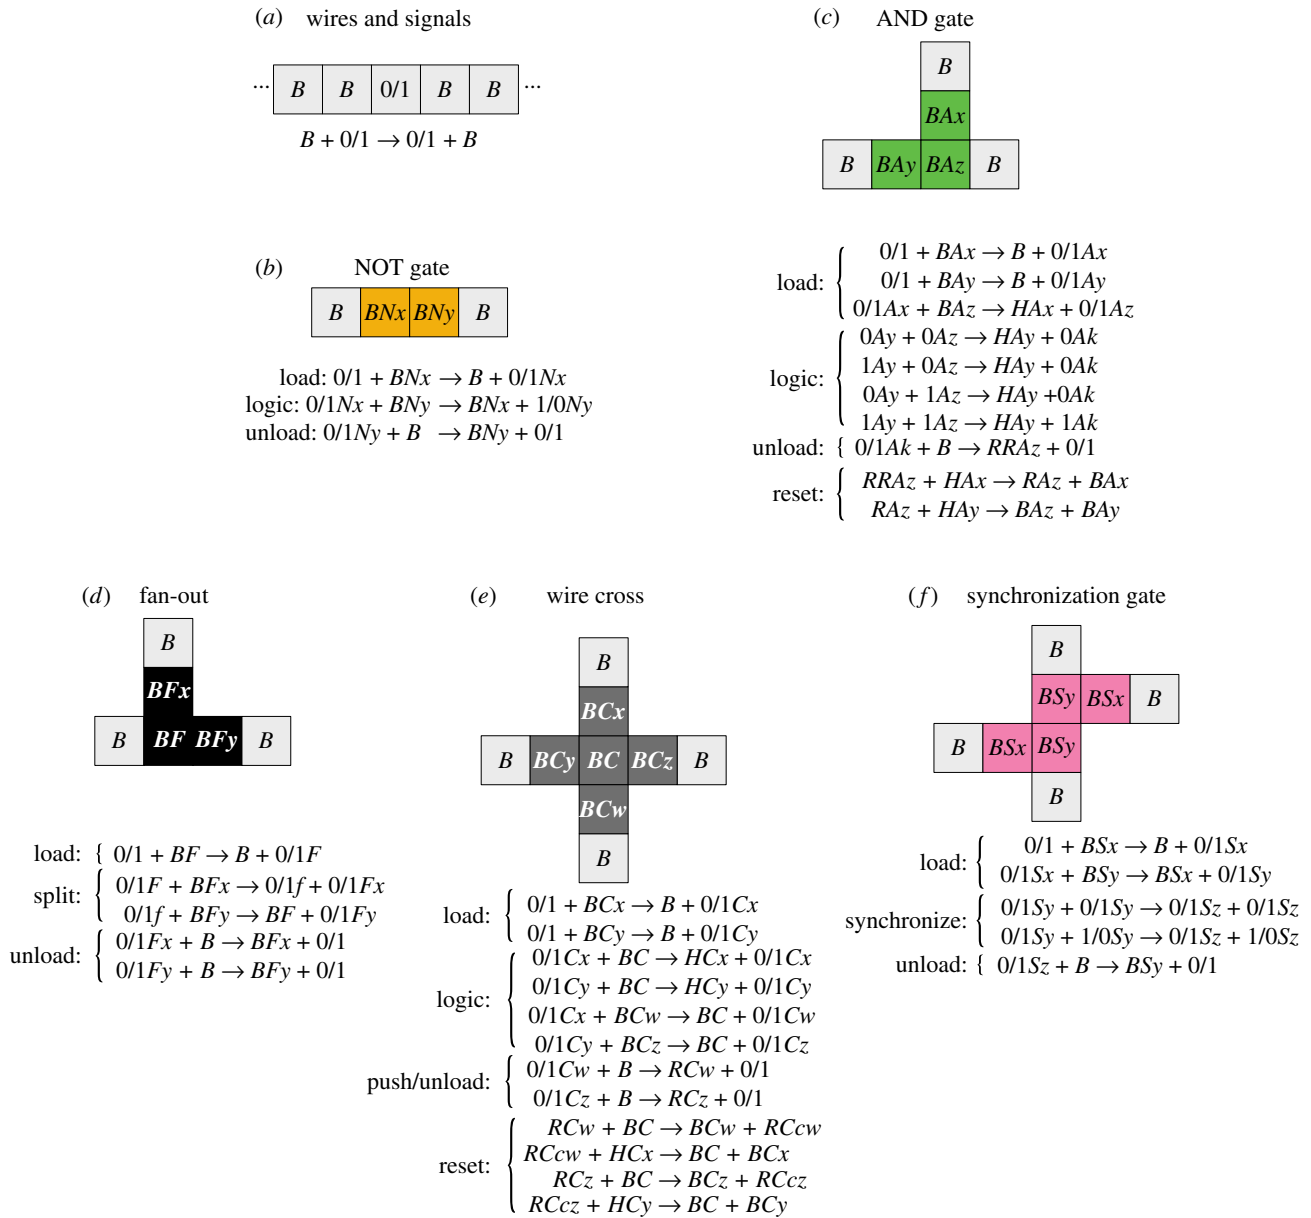 (a) wires and signals
... B B 0/1 B B ...
B + 0/1 → 0/1 + B
(b) NOT gate
B BNx BNy B
load: 0/1 + BNx → B + 0/1Nx
logic: 0/1Nx + BNy → BNx + 1/0Ny
unload: 0/1Ny + B → BNy + 0/1
(c) AND gate
B
BAx
B BAy BAz B
load:
0/1 + BAx → B + 0/1Ax
0/1 + BAy → B + 0/1Ay
0/1Ax + BAz → HAx + 0/1Az
logic:
0Ay + 0Az → HAy + 0Ak
1Ay + 0Az → HAy + 0Ak
0Ay + 1Az → HAy +0Ak
1Ay + 1Az → HAy + 1Ak
unload: { 0/1Ak + B → RRAz + 0/1
reset:
RRAz + HAx → RAz + BAx
RAz + HAy → BAz + BAy
(d) fan-out
B
BFx
B BF BFy B
load: { 0/1 + BF → B + 0/1F
split:
0/1F + BFx → 0/1f + 0/1Fx
0/1f + BFy → BF + 0/1Fy
unload:
0/1Fx + B → BFx + 0/1
0/1Fy + B → BFy + 0/1
(e) wire cross
B
BCx
B BCy BC BCz B
BCw
B
load:
0/1 + BCx → B + 0/1Cx
0/1 + BCy → B + 0/1Cy
logic:
0/1Cx + BC → HCx + 0/1Cx
0/1Cy + BC → HCy + 0/1Cy
0/1Cx + BCw → BC + 0/1Cw
0/1Cy + BCz → BC + 0/1Cz
push/unload:
0/1Cw + B → RCw + 0/1
0/1Cz + B → RCz + 0/1
reset:
RCw + BC → BCw + RCcw
RCcw + HCx → BC + BCx
RCz + BC → BCz + RCcz
RCcz + HCy → BC + BCy
(f) synchronization gate
B
BSy BSx B
B BSx BSy
B
load:
0/1 + BSx → B + 0/1Sx
0/1Sx + BSy → BSx + 0/1Sy
synchronize:
0/1Sy + 0/1Sy → 0/1Sz + 0/1Sz
0/1Sy + 1/0Sy → 0/1Sz + 1/0Sz
unload: { 0/1Sz + B → BSy + 0/1